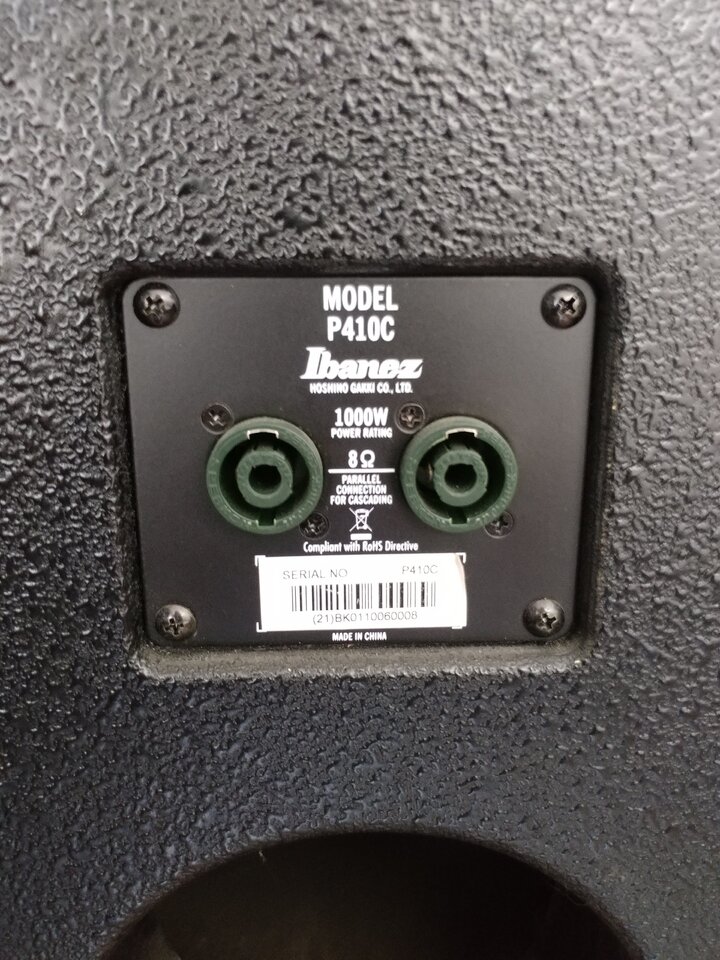 MODEL
P410C
Ibanez
HOSHINO GAKKI CO., LTD.
1000W
POWER RATING
8Ω
PARALLEL
CONNECTION
FOR CASCADING
Compliant with RoHS Directive
SERIAL NO P410C
(21)BK0110060008
MADE IN CHINA